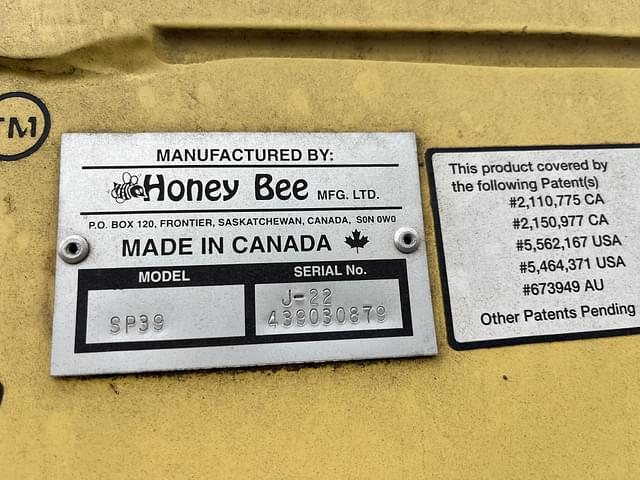 TM
MANUFACTURED BY:
Honey Bee MFG. LTD.
P.O. BOX 120, FRONTIER, SASKATCHEWAN, CANADA, S0N 0W0
MADE IN CANADA
MODEL
SERIAL No.
SP39
J-22
439030879
This product covered by
the following Patent(s)
#2,110,775 CA
#2,150,977 CA
#5,562,167 USA
#5,464,371 USA
#673949 AU
Other Patents Pending